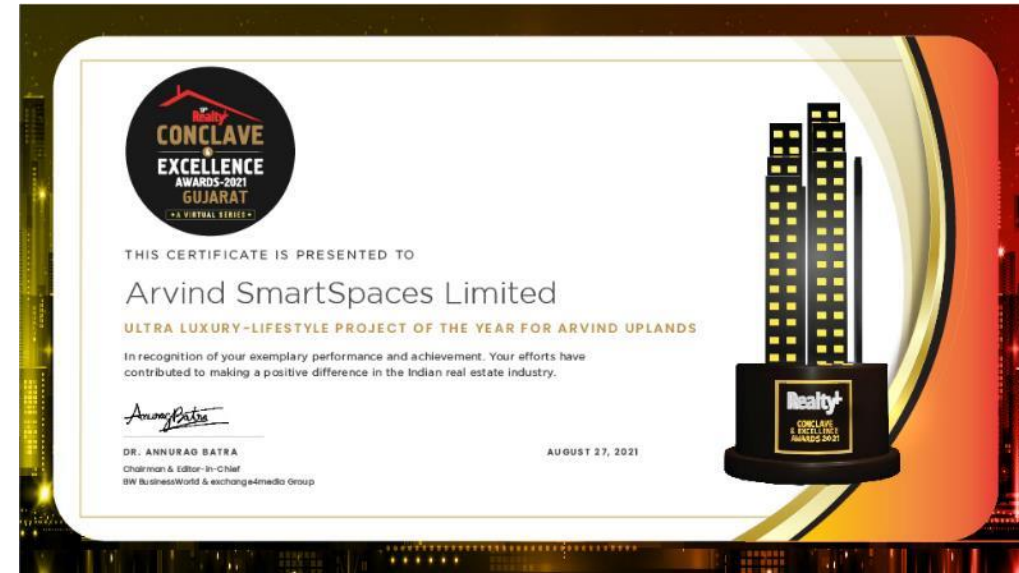 Realty+
CONCLAVE
&
EXCELLENCE
AWARDS-2021
GUJARAT
• A VIRTUAL SERIES •
THIS CERTIFICATE IS PRESENTED TO
Arvind SmartSpaces Limited
ULTRA LUXURY-LIFESTYLE PROJECT OF THE YEAR FOR ARVIND UPLANDS
In recognition of your exemplary performance and achievement. Your efforts have
contributed to making a positive difference in the Indian real estate industry.
Anurag Batra
DR. ANNURAG BATRA
AUGUST 27, 2021
Chairman & Editor-in-Chief
BW BusinessWorld & exchange4media Group
Realty+
CONCLAVE
& EXCELLENCE
AWARDS 2021